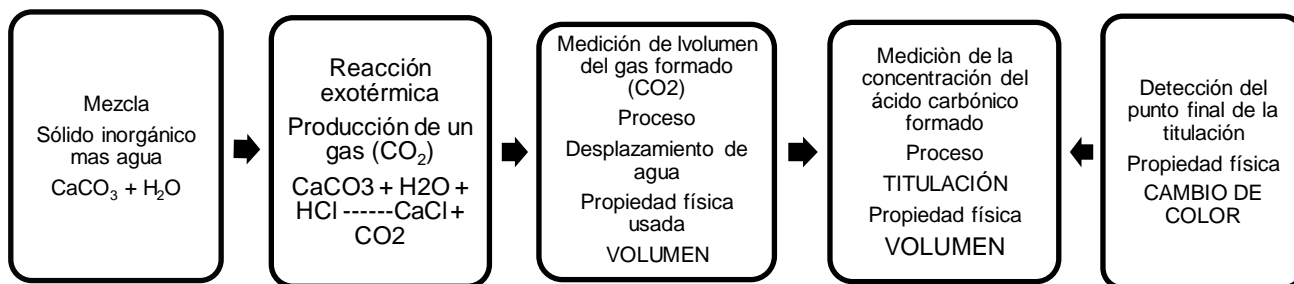 Mezcla
Sólido inorgánico
mas agua
CaCO₃ + H₂O
Reacción
exotérmica
Producción de un
gas (CO₂)
CaCO3 + H2O +
HCl ------CaCl +
CO2
Medición de lvolumen
del gas formado
(CO2)
Proceso
Desplazamiento de
agua
Propiedad física
usada
VOLUMEN
Mediciòn de la
concentración del
ácido carbónico
formado
Proceso
TITULACIÓN
Propiedad física
VOLUMEN
Detección del
punto final de la
titulación
Propiedad física
CAMBIO DE
COLOR